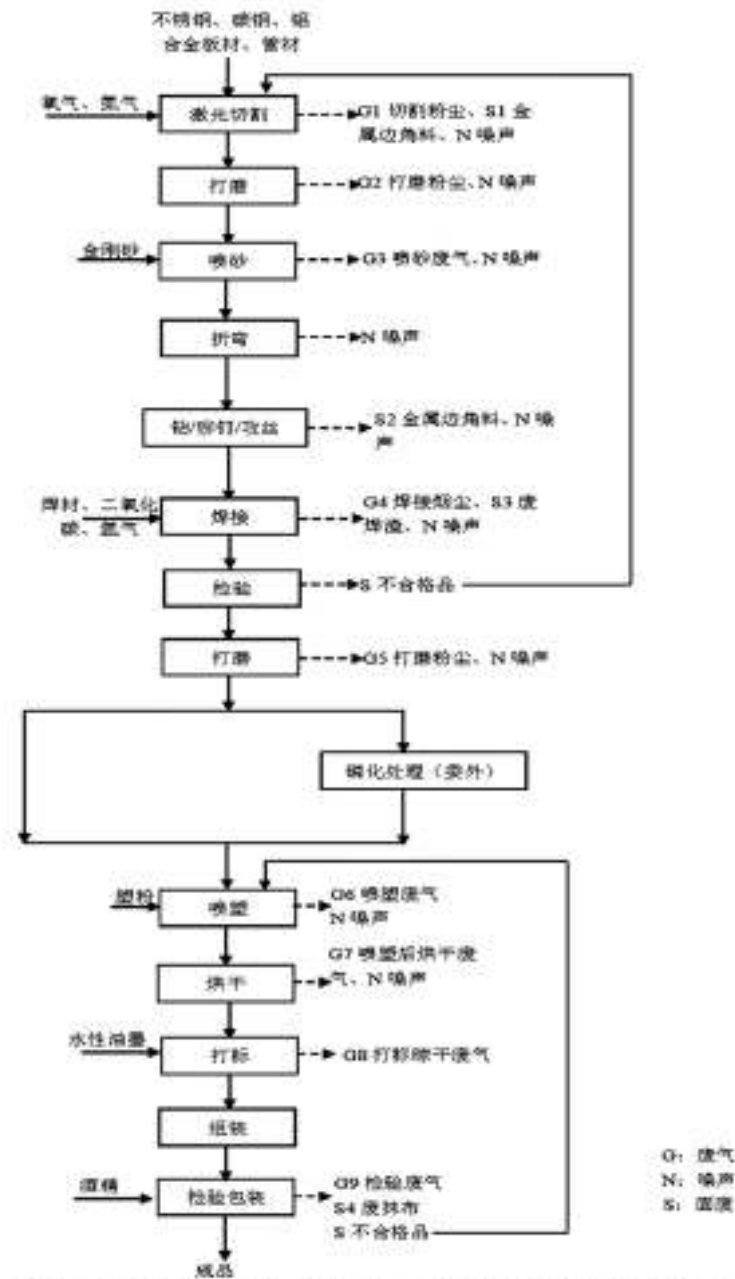 不锈钢、碳钢、铝
合金板材、管材
氧气、氩气
激光切割
G1 切割粉尘、S1 金
属边角料、N 噪声
打磨
G2 打磨粉尘、N 噪声
金刚砂
喷砂
G3 喷砂废气、N 噪声
折弯
N 噪声
钻/铆钉/攻丝
S2 金属边角料、N 噪
声
焊材、二氧化
碳、氩气
焊接
G4 焊接烟尘、S3 废
焊渣、N 噪声
检验
S 不合格品
打磨
G5 打磨粉尘、N 噪声
磷化处理（委外）
塑粉
喷塑
G6 喷塑废气
N 噪声
烘干
G7 喷塑后烘干废
气、N 噪声
水性油墨
打标
G8 打标晾干废气
组装
酒精
检验包装
G9 检验废气
S4 废抹布
S 不合格品
成品
G：废气
N：噪声
S：固废